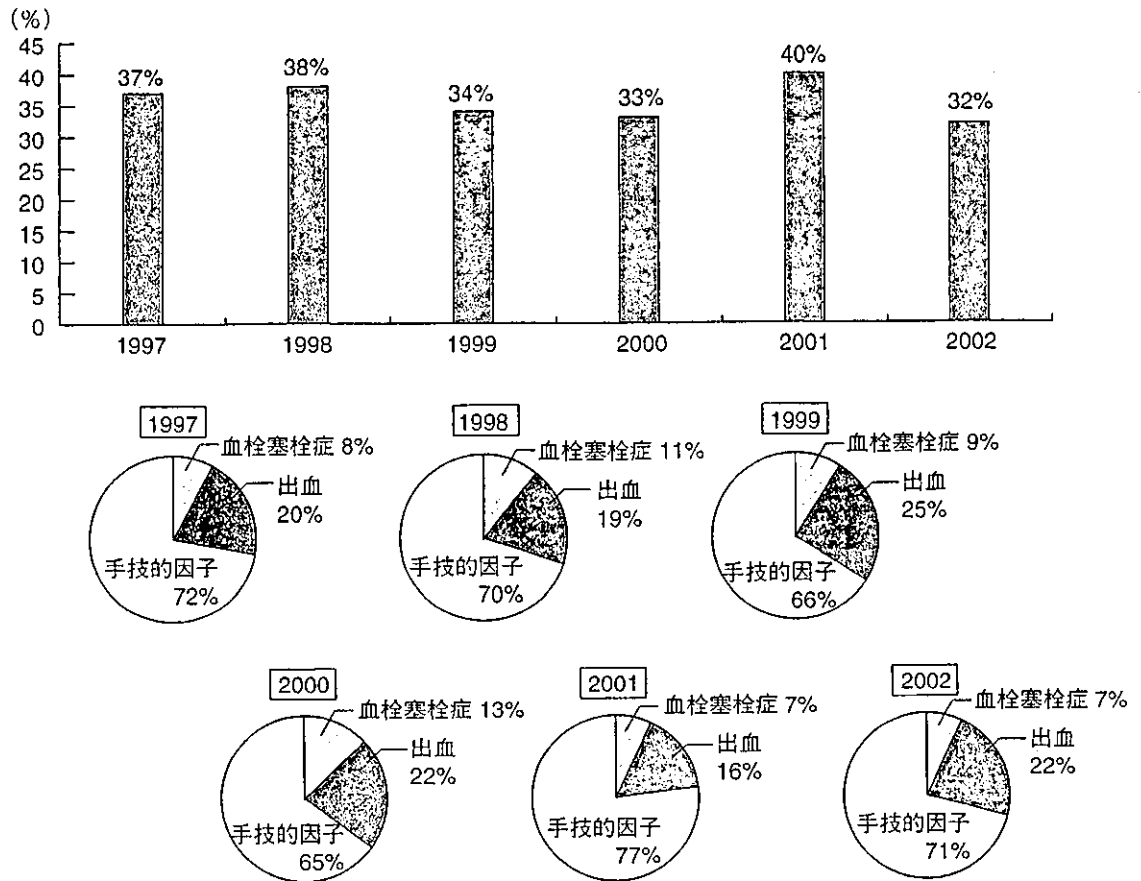 (%)
45
40
35
30
25
20
15
10
5
0
37%
38%
34%
33%
40%
32%
1997
1998
1999
2000
2001
2002
1997
血栓塞栓症 8%
出血
20%
手技的因子
72%
1998
血栓塞栓症 11%
出血
19%
手技的因子
70%
1999
血栓塞栓症 9%
出血
25%
手技的因子
66%
2000
血栓塞栓症 13%
出血
22%
手技的因子
65%
2001
血栓塞栓症 7%
出血
16%
手技的因子
77%
2002
血栓塞栓症 7%
出血
22%
手技的因子
71%